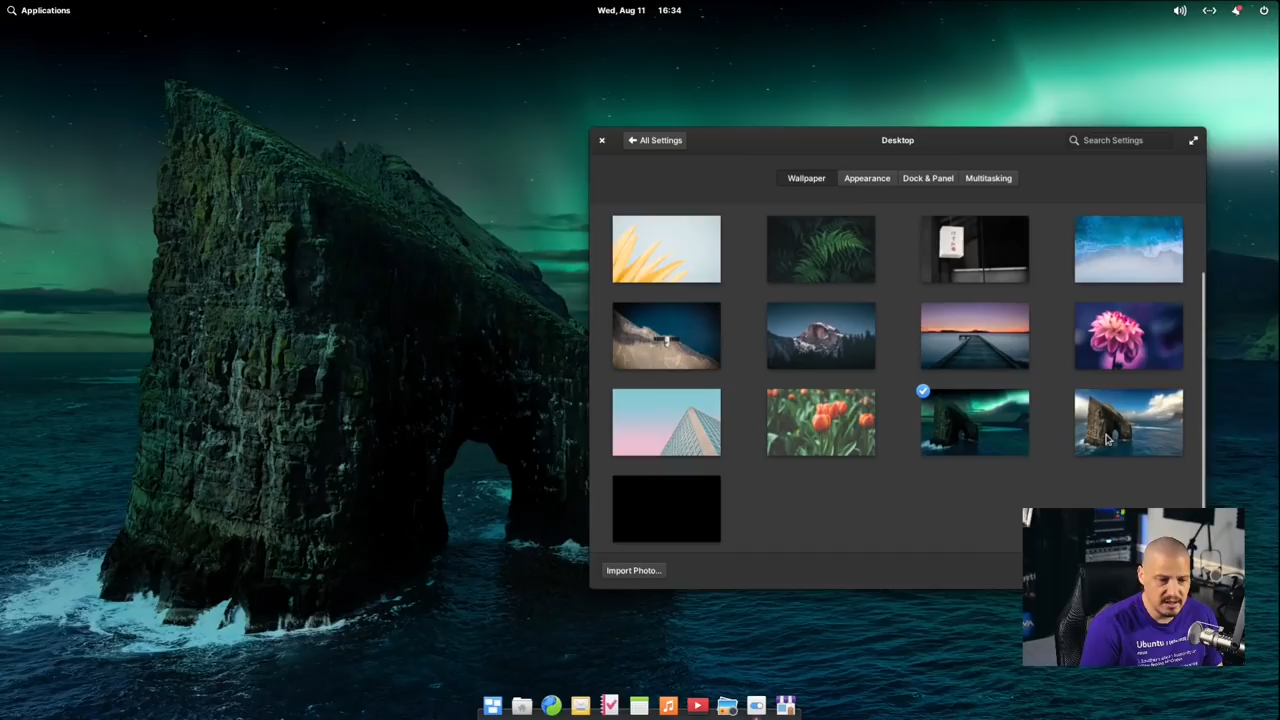 Applications
Wed, Aug 11 16:34
All Settings
Desktop
Search Settings
Wallpaper
Appearance
Dock & Panel
Multitasking
Import Photo...